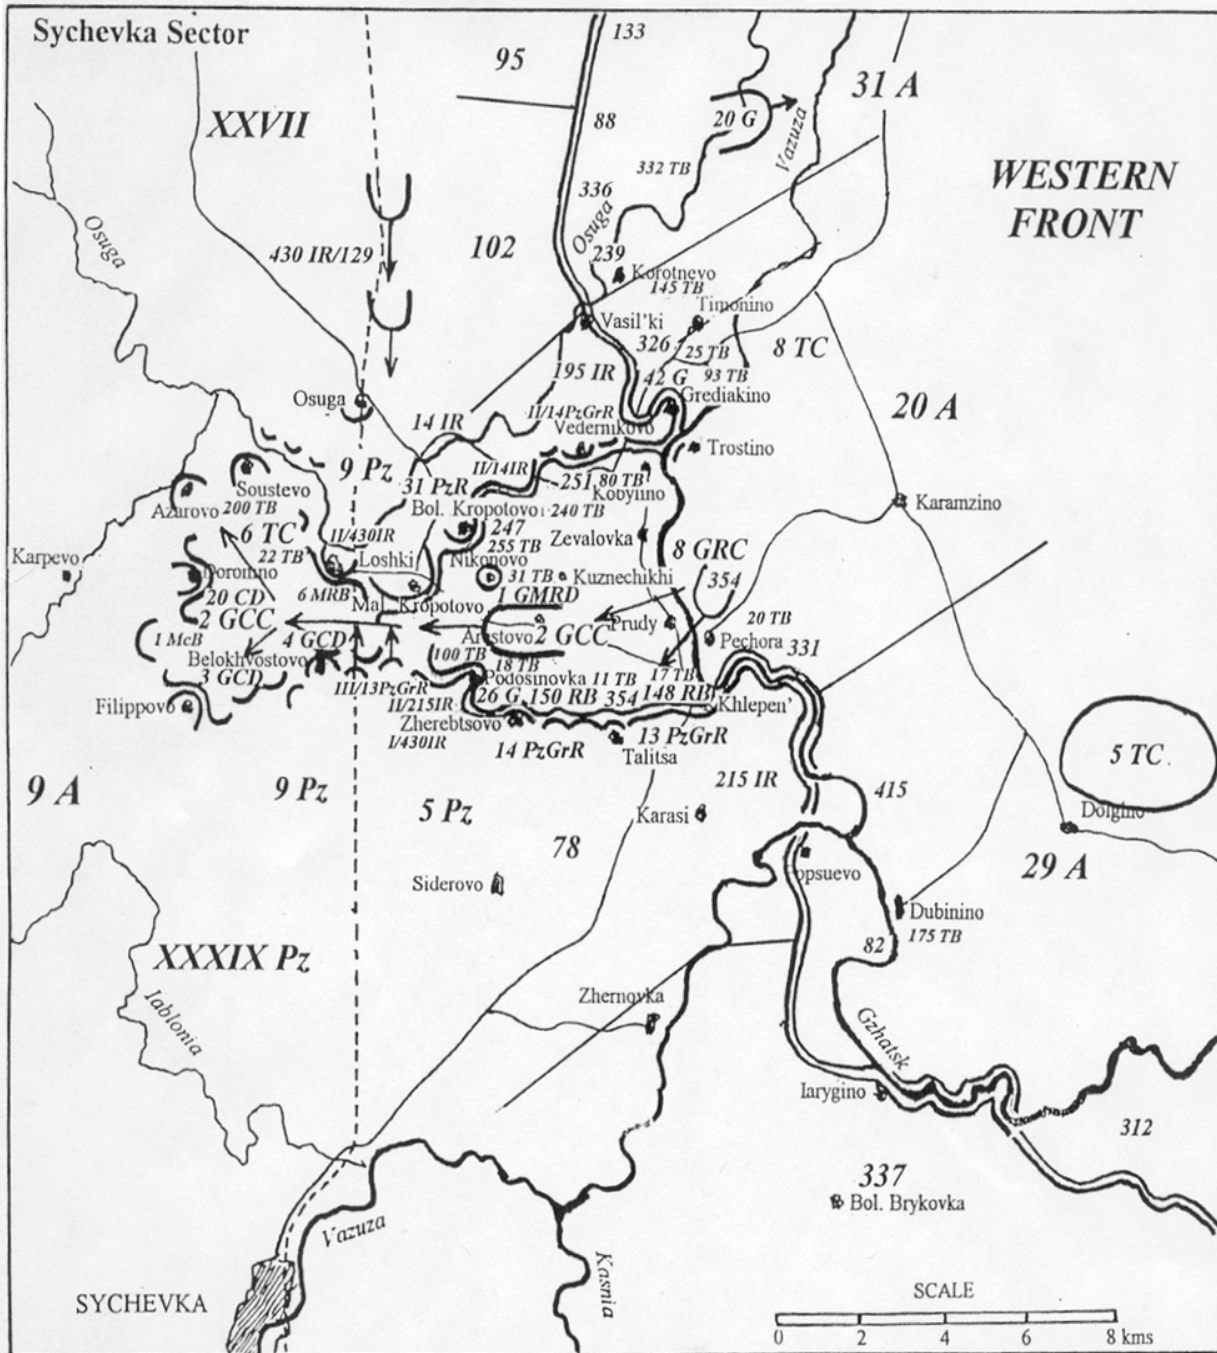 Sychevka Sector
133
95
31 A
XXVII
88
20 G
Vazuza
332 TB
WESTERN
FRONT
336
Osuga
Osuga
430 IR/129
102
239
Korotnevo
145 TB
Timonino
Vasil'ki
326
25 TB
8 TC
195 IR
42 G
93 TB
Grediakino
Osuga
14 IR
II/14PzGrR
Vedernikovo
20 A
Trostino
9 Pz
II/14IR
251
80 TB
Kobylino
Soustevo
31 PzR
Karamzino
Azarovo
200 TB
Bol. Kropotovo
240 TB
6 TC
II/430IR
247
Zevalovka
22 TB
Loshki
255 TB
8 GRC
Karpevo
Doronino
Nikonovo
31 TB
Kuznechikhi
354
20 CD
6 MRB
Mal. Kropotovo
1 GMRD
2 GCC
20 TB
1 McB
4 GCD
Arestovo
2 GCC
Prudy
Pechora
Belokhvostovo
100 TB
331
3 GCD
18 TB
17 TB
III/13PzGrR
Podosinovka
11 TB
Filippovo
II/215IR
26 G
150 RB
354
148 RB
Khlepen'
Zherebtsovo
I/430IR
14 PzGrR
13 PzGrR
Talitsa
9 A
9 Pz
215 IR
5 TC
5 Pz
415
Karasi
Dolgino
78
Siderovo
29 A
Dubinino
175 TB
XXXIX Pz
82
Iablonia
Zhernovka
Gzhatsk
Iarygino
312
337
Bol. Brykovka
Vazuza
Kasnia
SYCHEVKA
SCALE
0 2 4 6 8 kms